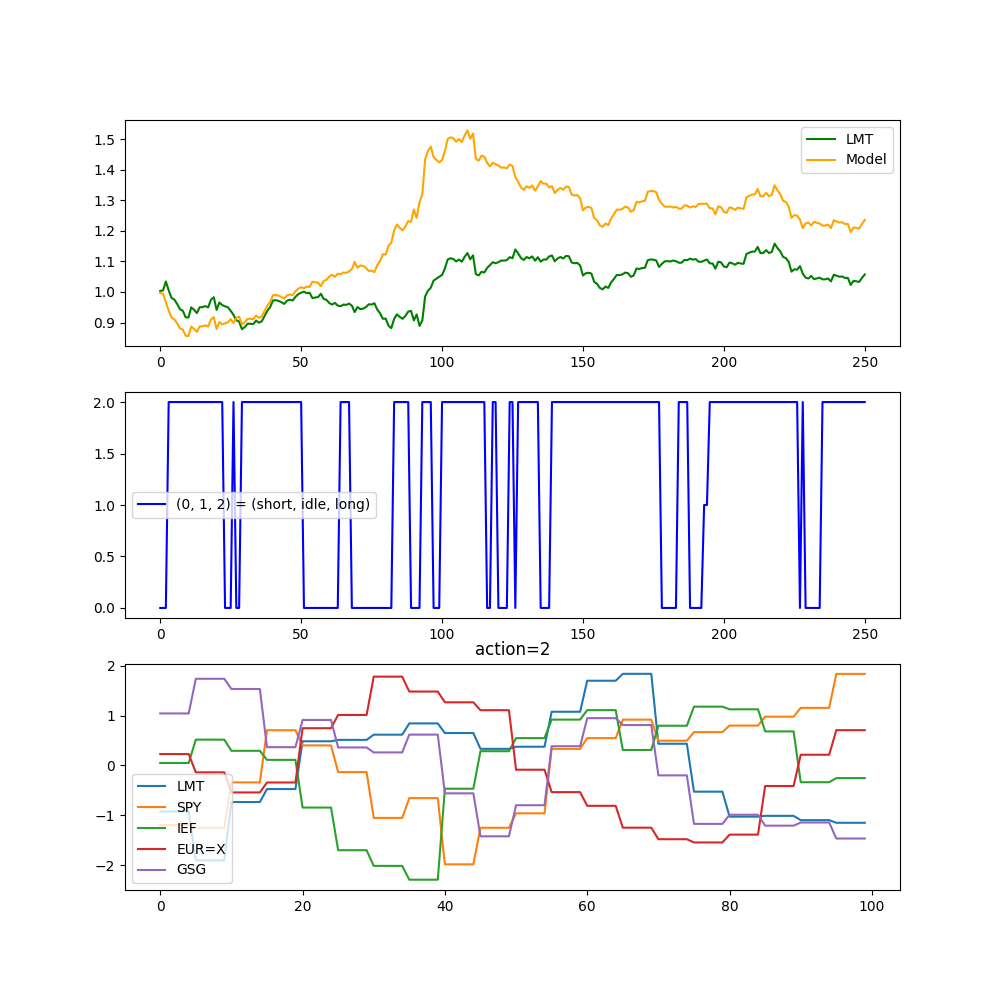 1.5
1.4
1.3
1.2
1.1
1.0
0.9
LMT
Model
0 50 100 150 200 250
2.0
1.5
1.0
0.5
0.0
(0, 1, 2) = (short, idle, long)
0 50 100 150 200 250
action=2
2
1
0
−1
−2
LMT
SPY
IEF
EUR=X
GSG
0 20 40 60 80 100